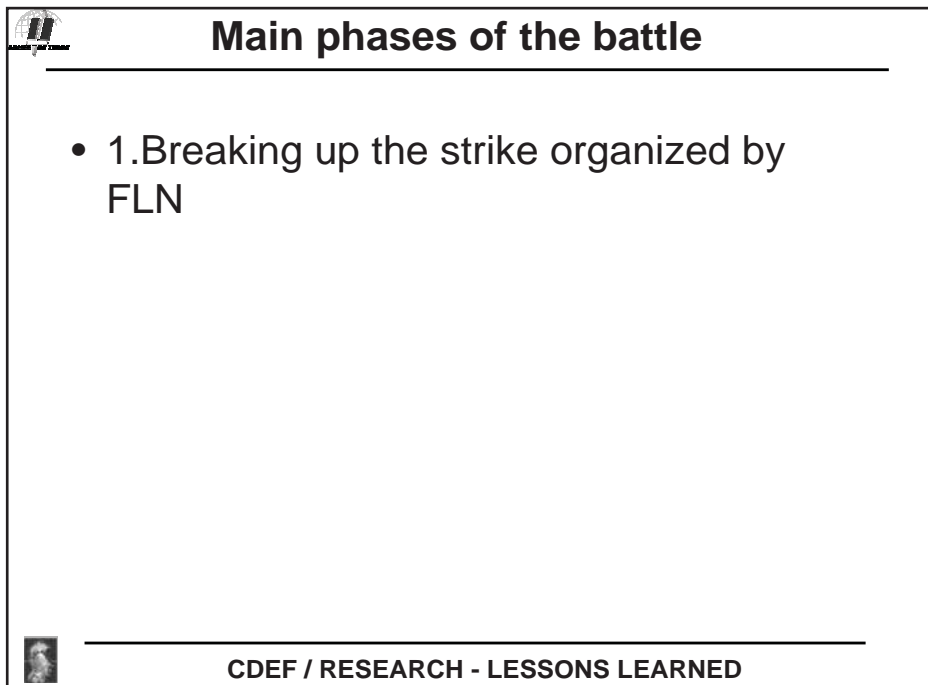 Main phases of the battle
• 1.Breaking up the strike organized by
FLN
CDEF / RESEARCH - LESSONS LEARNED